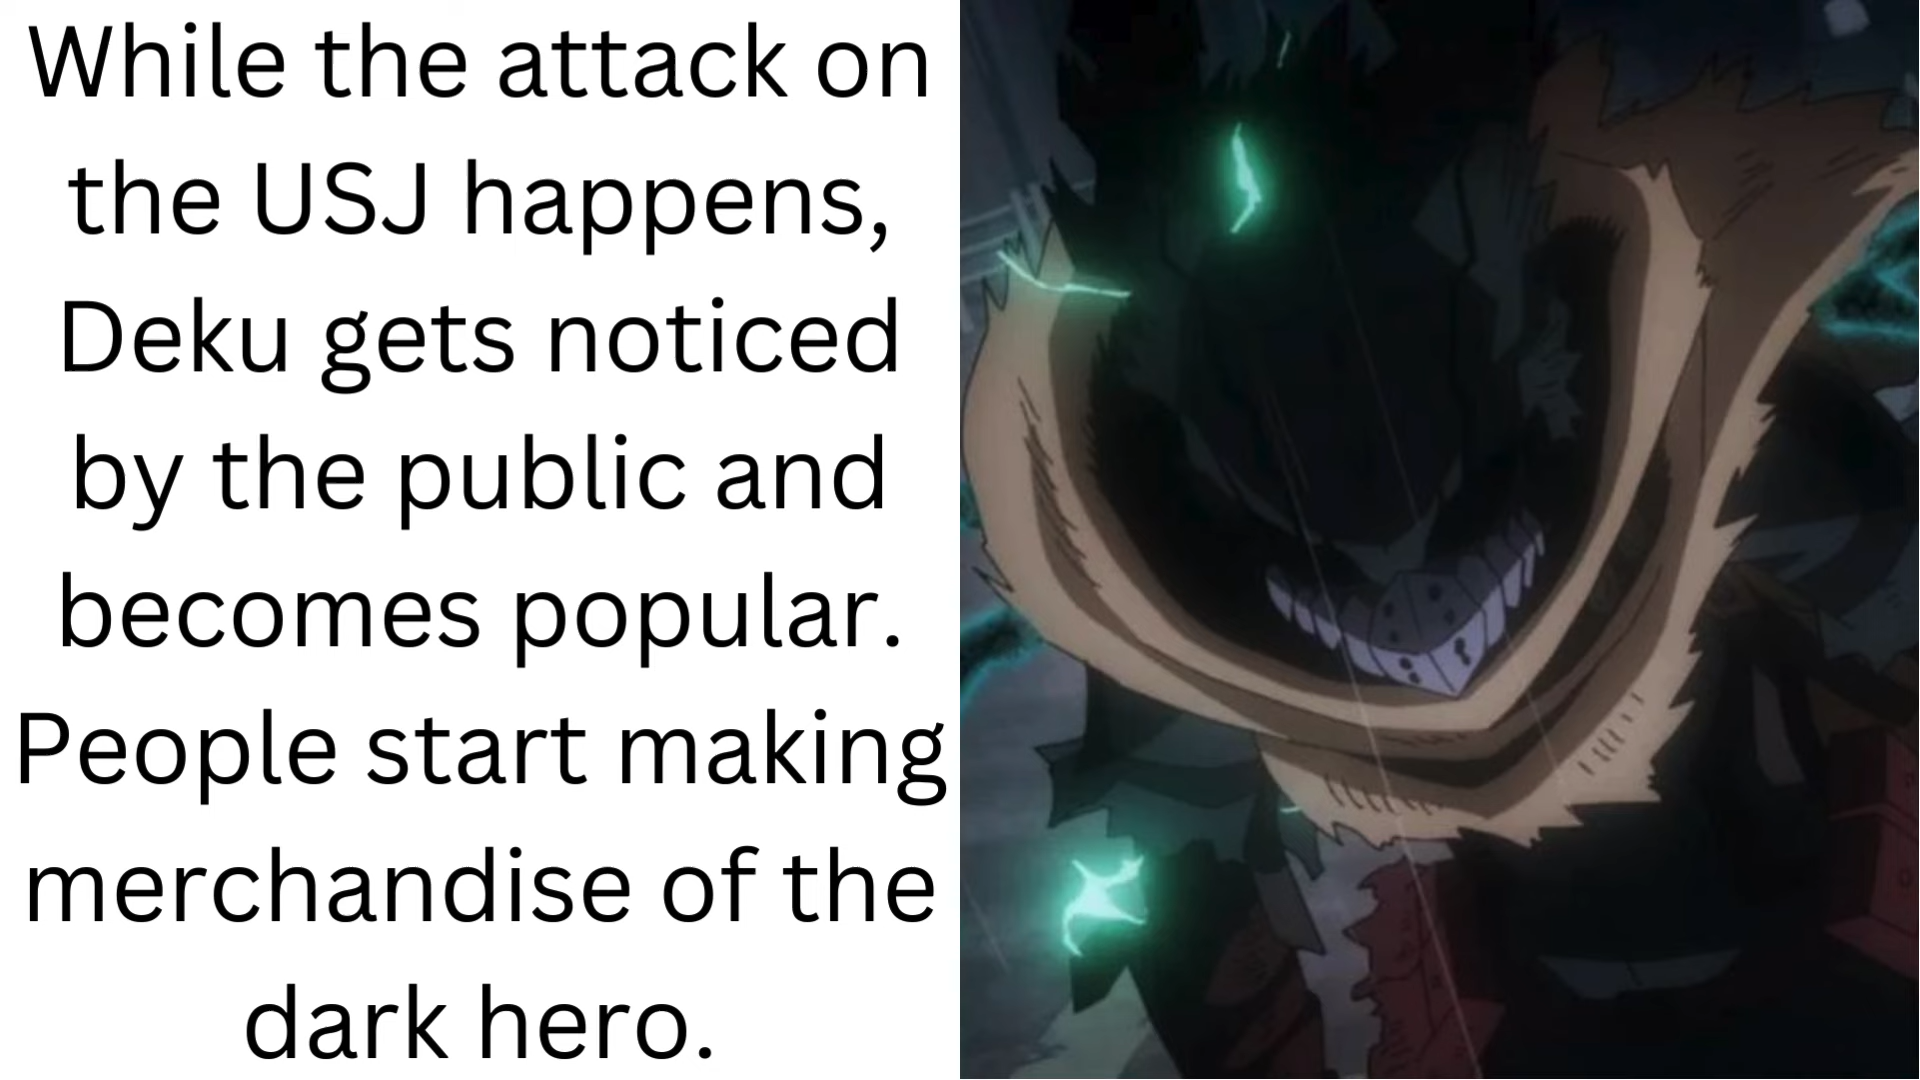 While the attack on
the USJ happens,
Deku gets noticed
by the public and
becomes popular.
People start making
merchandise of the
dark hero.